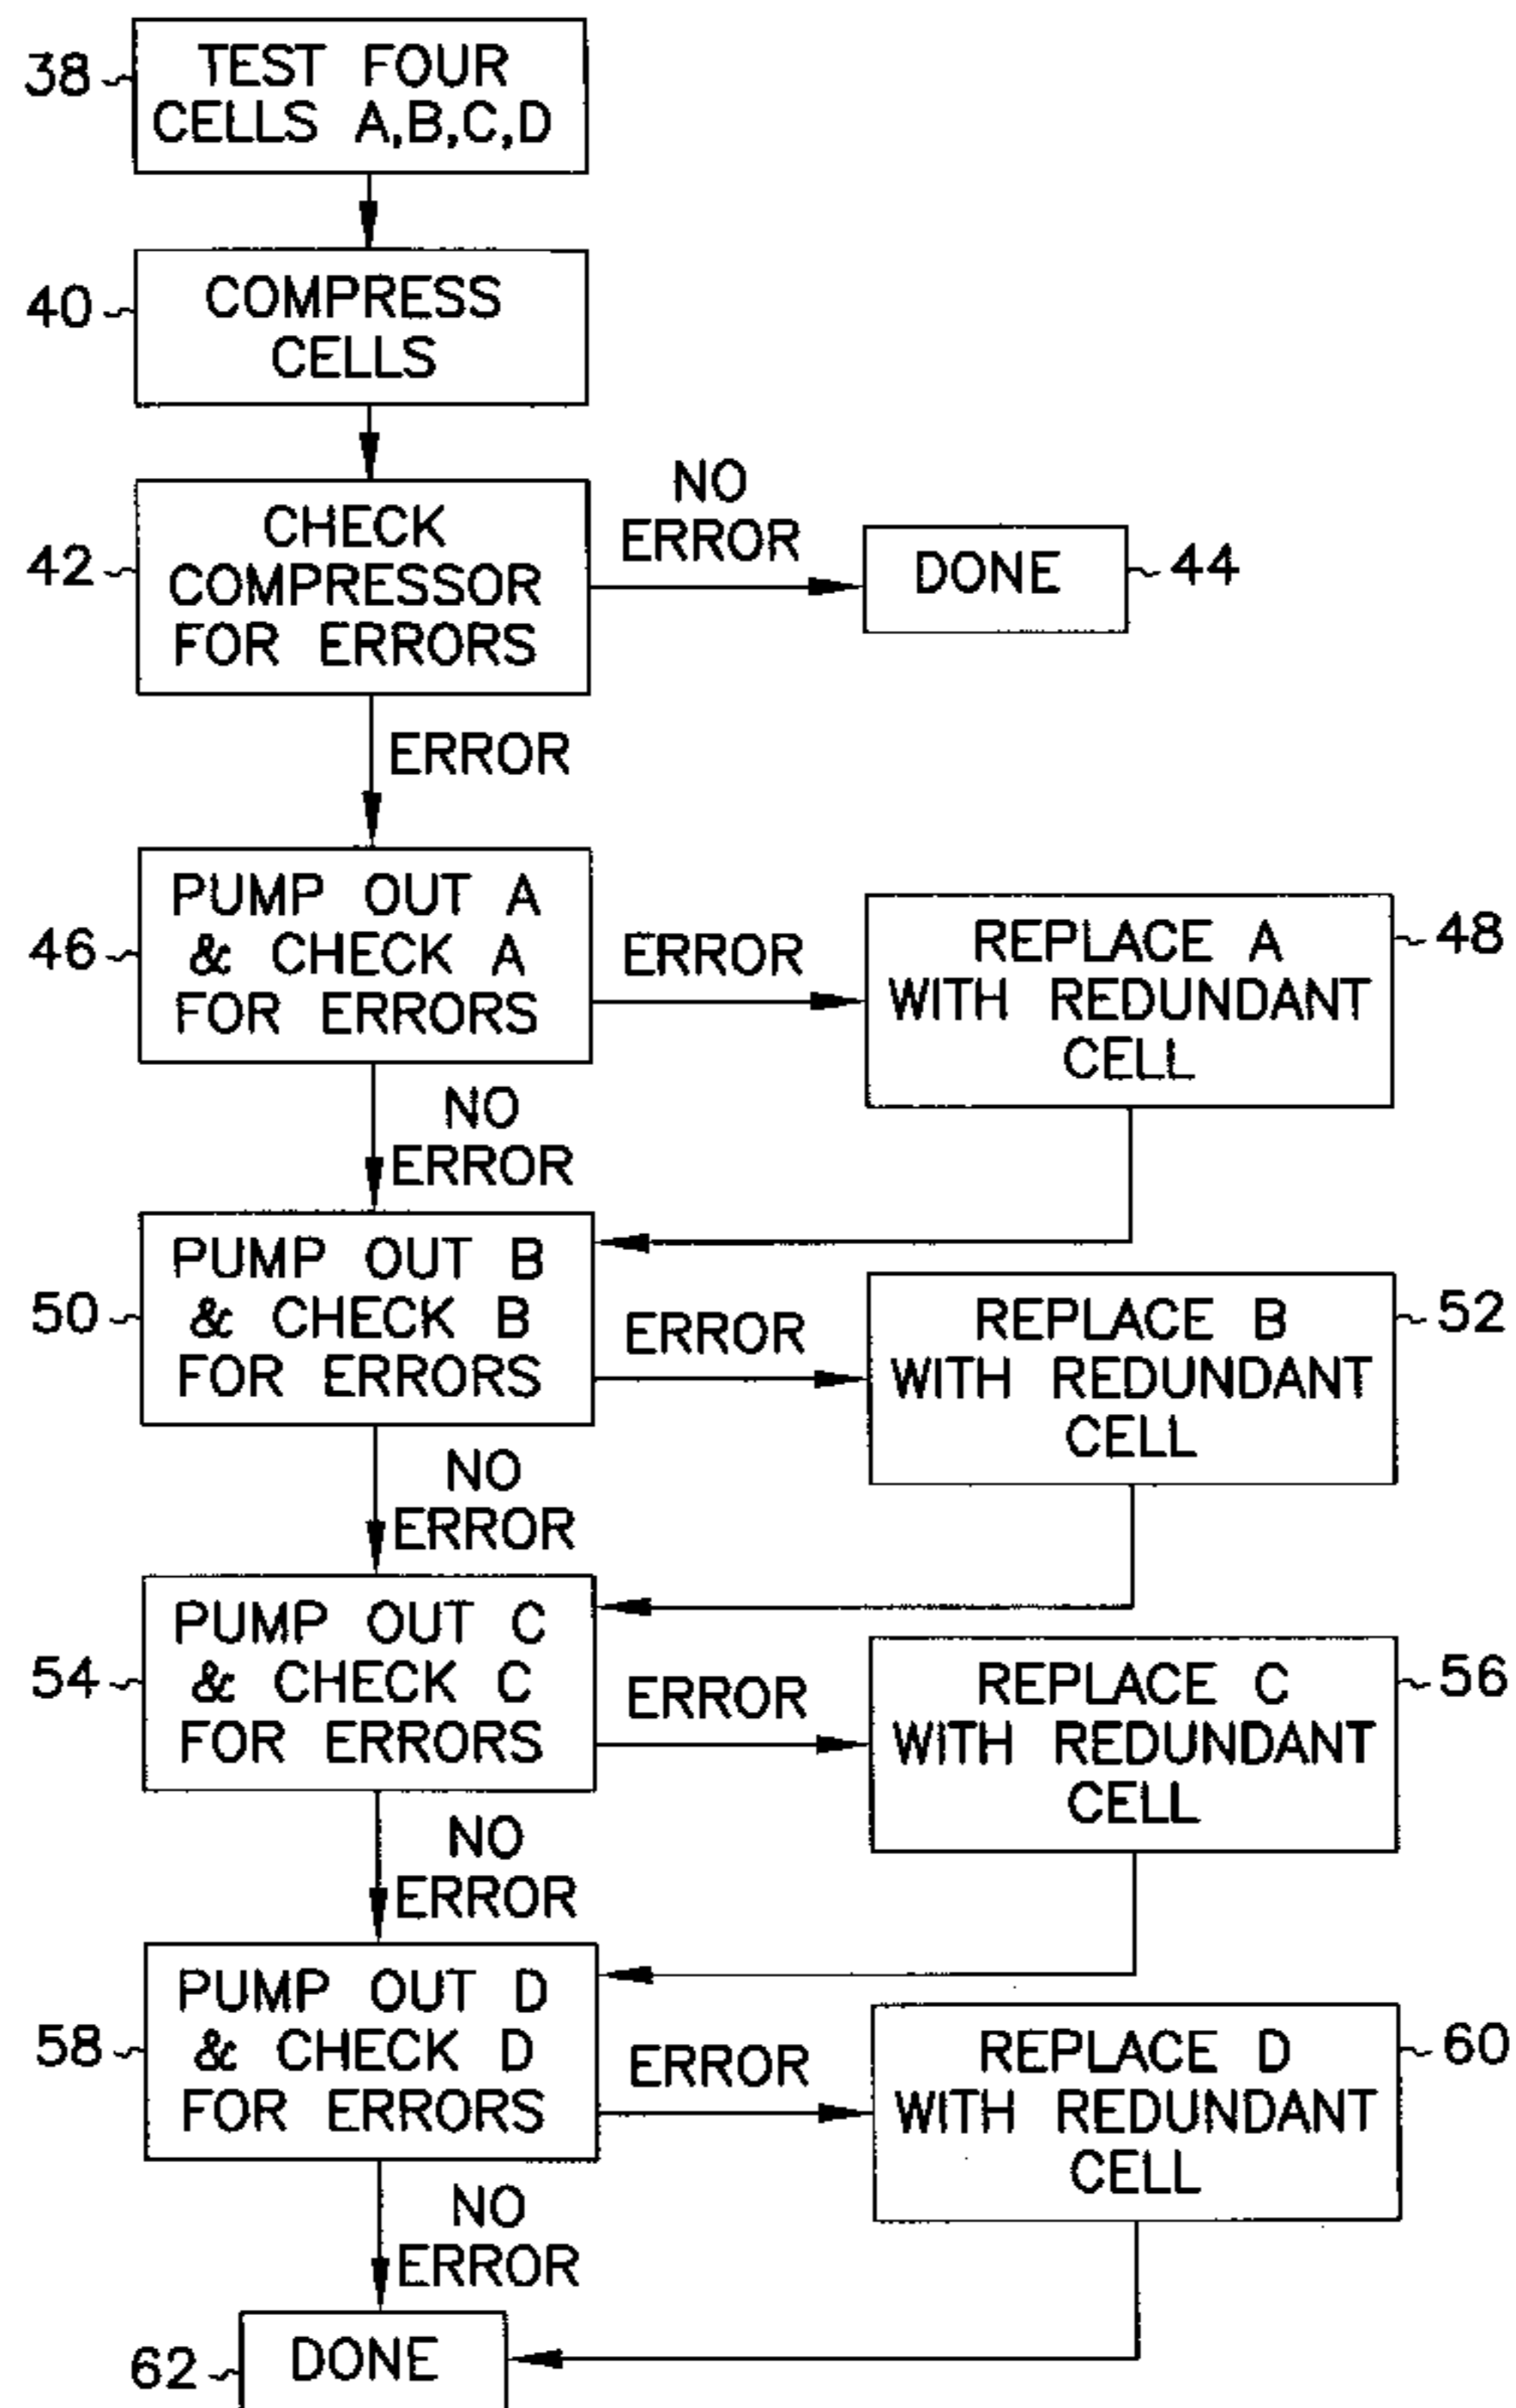 38
TEST FOUR
CELLS A,B,C,D
40
COMPRESS
CELLS
42
CHECK
COMPRESSOR
FOR ERRORS
NO
ERROR
DONE
44
ERROR
46
PUMP OUT A
& CHECK A
FOR ERRORS
ERROR
REPLACE A
WITH REDUNDANT
CELL
48
NO
ERROR
50
PUMP OUT B
& CHECK B
FOR ERRORS
ERROR
REPLACE B
WITH REDUNDANT
CELL
52
NO
ERROR
54
PUMP OUT C
& CHECK C
FOR ERRORS
ERROR
REPLACE C
WITH REDUNDANT
CELL
56
NO
ERROR
58
PUMP OUT D
& CHECK D
FOR ERRORS
ERROR
REPLACE D
WITH REDUNDANT
CELL
60
NO
ERROR
62
DONE